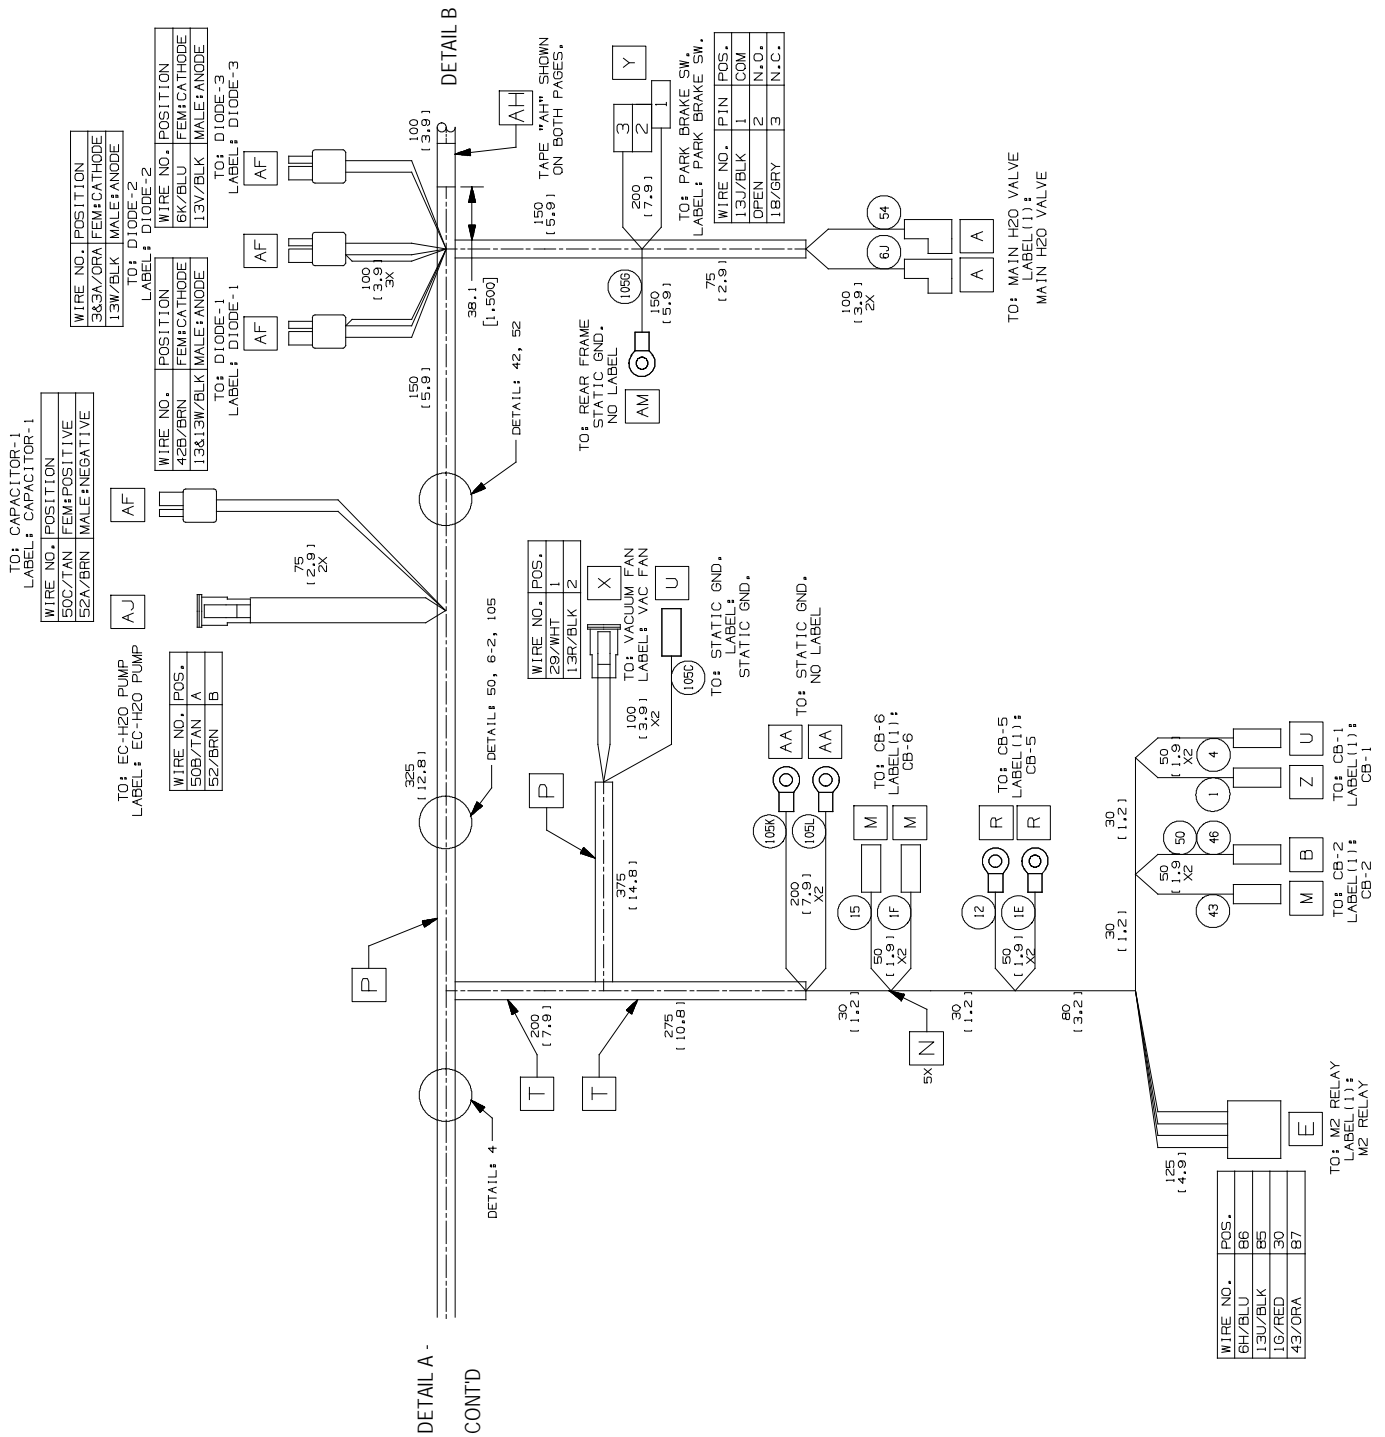 TO: CAPACITOR-1
LABEL: CAPACITOR-1
WIRE NO. POSITION
50C/TAN FEM:POSITIVE
52A/BRN MALE:NEGATIVE
AF
AJ
TO: EC-H2O PUMP
LABEL: EC-H2O PUMP
WIRE NO. POS.
50B/TAN A
52/BRN B
75
[2.9]
2X
WIRE NO. POSITION
3&3A/ORA FEM:CATHODE
13W/BLK MALE:ANODE
TO: DIODE-2
LABEL: DIODE-2
WIRE NO. POSITION
6K/BLU FEM:CATHODE
13V/BLK MALE:ANODE
TO: DIODE-3
LABEL: DIODE-3
WIRE NO. POSITION
42B/BRN FEM:CATHODE
13&13W/BLK MALE:ANODE
TO: DIODE-1
LABEL: DIODE-1
AF
AF
AF
100
[3.9]
3X
DETAIL B
100
[3.9]
AH
TAPE "AH" SHOWN
ON BOTH PAGES.
38.1
[1.500]
150
[5.9]
150
[5.9]
DETAIL: 42, 52
325
[12.8]
DETAIL: 50, 6-2, 105
P
DETAIL: 4
DETAIL A -
CONT'D
Y
3
2
1
200
[7.9]
TO: PARK BRAKE SW.
LABEL: PARK BRAKE SW.
WIRE NO. PIN POS.
13J/BLK 1 COM
OPEN 2 N.O.
18/GRY 3 N.C.
105G
150
[5.9]
TO: REAR FRAME
STATIC GND.
NO LABEL
AM
75
[2.9]
100
[3.9]
2X
54
6J
A
A
TO: MAIN H2O VALVE
LABEL(1):
MAIN H2O VALVE
WIRE NO. POS.
29/WHT 1
13R/BLK 2
X
TO: VACUUM FAN
LABEL: VAC FAN
U
100
[3.9]
X2
105C
TO: STATIC GND.
LABEL:
STATIC GND.
P
375
[14.8]
T
200
[7.9]
T
275
[10.8]
AA
AA
TO: STATIC GND.
NO LABEL
105K
105L
200
[7.9]
X2
M
M
TO: CB-6
LABEL(1):
CB-6
15
1F
50
[1.9]
X2
30
[1.2]
N
5X
R
R
TO: CB-5
LABEL(1):
CB-5
12
1E
50
[1.9]
X2
30
[1.2]
80
[3.2]
30
[1.2]
30
[1.2]
50
[1.9]
X2
4
1
U
Z
TO: CB-1
LABEL(1):
CB-1
50
[1.9]
X2
50
46
43
B
M
TO: CB-2
LABEL(1):
CB-2
125
[4.9]
E
TO: M2 RELAY
LABEL(1):
M2 RELAY
WIRE NO. POS.
6H/BLU 86
13U/BLK 85
1G/RED 30
43/ORA 87